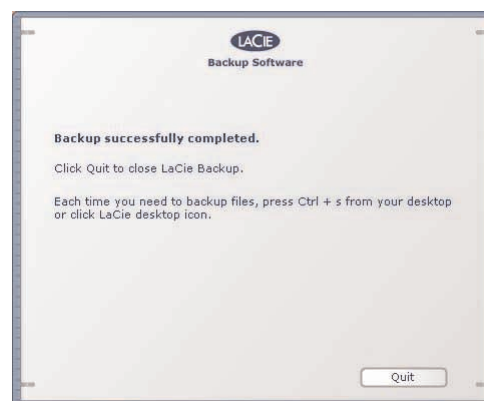 LACIE
Backup Software
Backup successfully completed.
Click Quit to close LaCie Backup.
Each time you need to backup files, press Ctrl + s from your desktop
or click LaCie desktop icon.
Quit